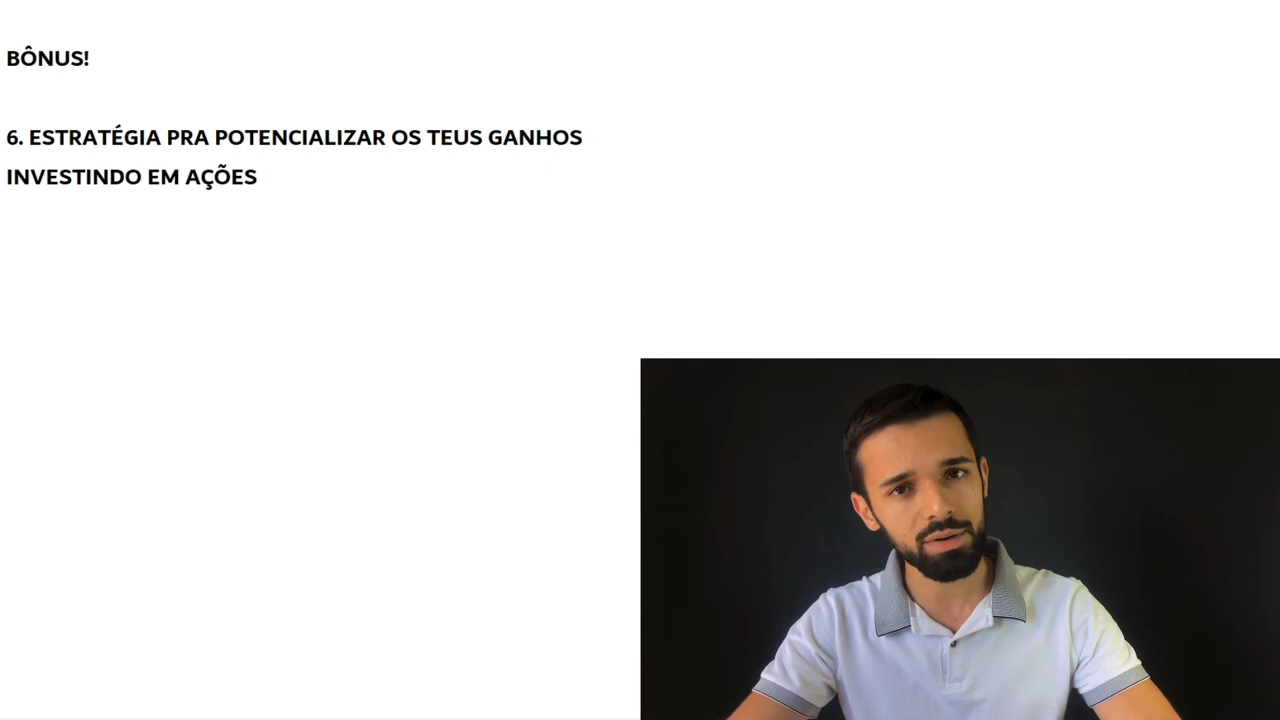 BÔNUS!
6. ESTRATÉGIA PRA POTENCIALIZAR OS TEUS GANHOS
INVESTINDO EM AÇÕES